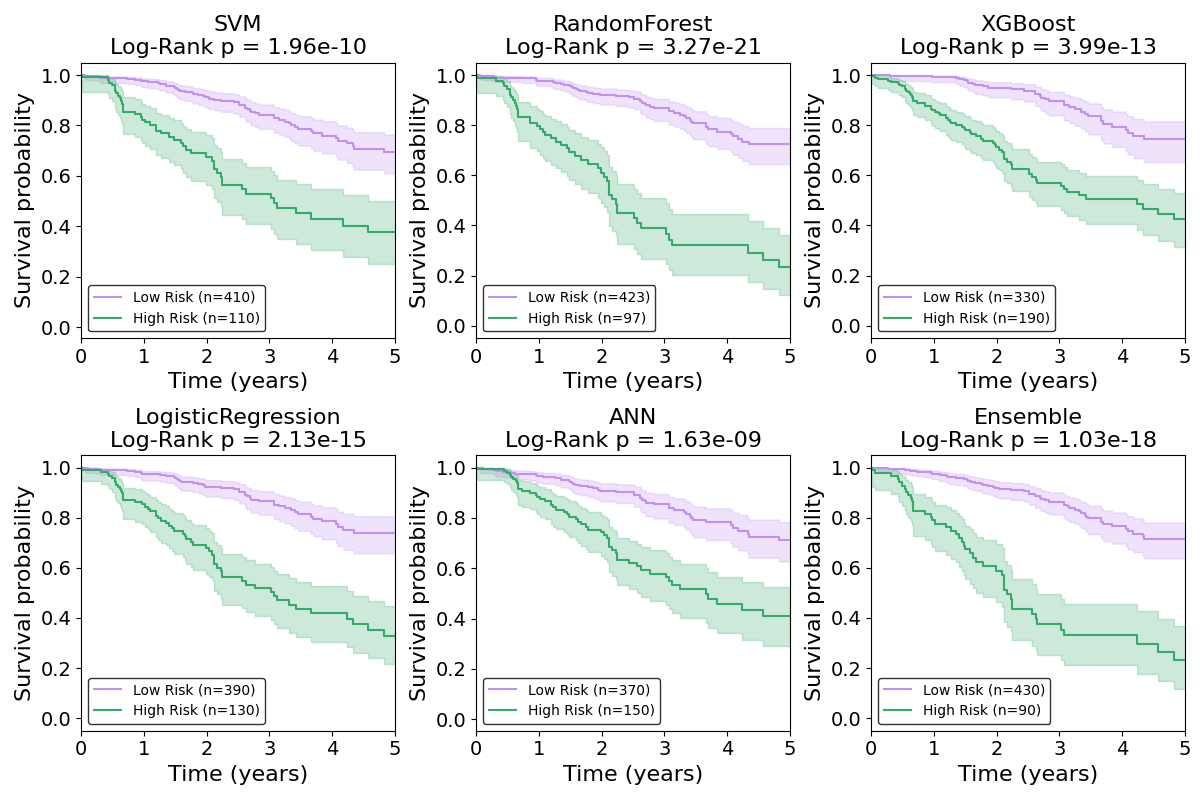 SVM
Log-Rank p = 1.96e-10
Survival probability
1.0
0.8
0.6
0.4
0.2
0.0
Low Risk (n=410)
High Risk (n=110)
0 1 2 3 4 5
Time (years)
RandomForest
Log-Rank p = 3.27e-21
Survival probability
1.0
0.8
0.6
0.4
0.2
0.0
Low Risk (n=423)
High Risk (n=97)
0 1 2 3 4 5
Time (years)
XGBoost
Log-Rank p = 3.99e-13
Survival probability
1.0
0.8
0.6
0.4
0.2
0.0
Low Risk (n=330)
High Risk (n=190)
0 1 2 3 4 5
Time (years)
LogisticRegression
Log-Rank p = 2.13e-15
Survival probability
1.0
0.8
0.6
0.4
0.2
0.0
Low Risk (n=390)
High Risk (n=130)
0 1 2 3 4 5
Time (years)
ANN
Log-Rank p = 1.63e-09
Survival probability
1.0
0.8
0.6
0.4
0.2
0.0
Low Risk (n=370)
High Risk (n=150)
0 1 2 3 4 5
Time (years)
Ensemble
Log-Rank p = 1.03e-18
Survival probability
1.0
0.8
0.6
0.4
0.2
0.0
Low Risk (n=430)
High Risk (n=90)
0 1 2 3 4 5
Time (years)